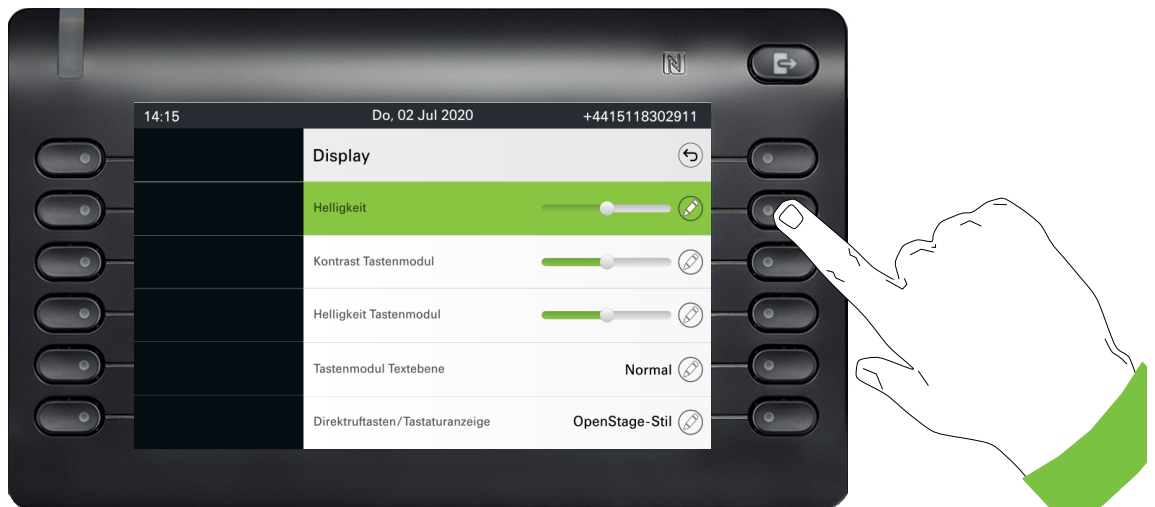 14:15 Do, 02 Jul 2020 +4415118302911
Display
Helligkeit
Kontrast Tastenmodul
Helligkeit Tastenmodul
Tastenmodul Textebene Normal
Direktruftasten/Tastaturanzeige OpenStage-Stil